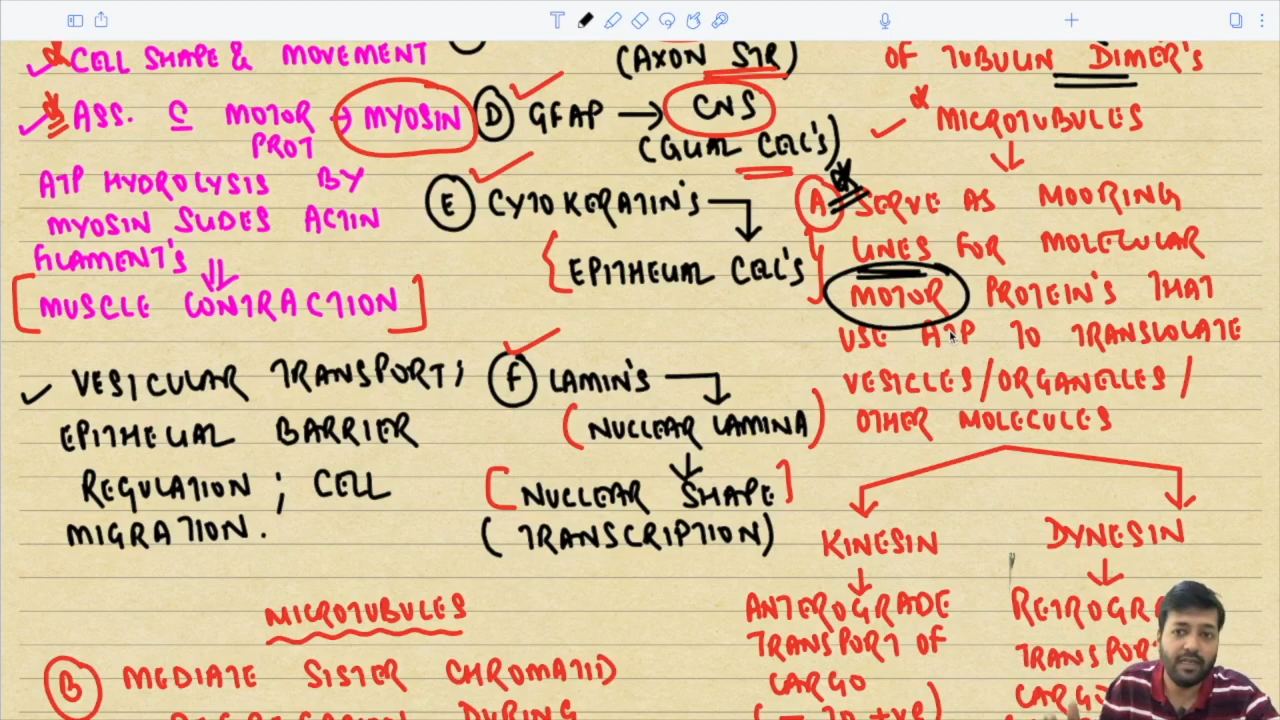 CELL SHAPE & MOVEMENT
ASS. C MOTOR → MYOSIN
PROT
ATP HYDROLYSIS BY
MYOSIN SLIDES ACTIN
FILAMENT'S
MUSCLE CONTRACTION
VESICULAR TRANSPORT;
EPITHELIAL BARRIER
REGULATION; CELL
MIGRATION.
(AXON STR)
D GFAP → CNS
(GLIAL CELL'S)
E CYTOKERATIN'S
{EPITHELIAL CELL'S}
F LAMIN'S
(NUCLEAR LAMINA)
[NUCLEAR SHAPE]
(TRANSCRIPTION)
MICROTUBULES
B MEDIATE SISTER CHROMATID
DURING
OF TUBULIN DIMER'S
MICROTUBULES
A SERVE AS MOORING
LINES FOR MOLECULAR
MOTOR PROTEIN'S THAT
USE ATP TO TRANSLOCATE
VESICLES/ORGANELLES/
OTHER MOLECULES
KINESIN
ANTEROGRADE
TRANSPORT OF
CARGO
(- TO +VE)
DYNESIN